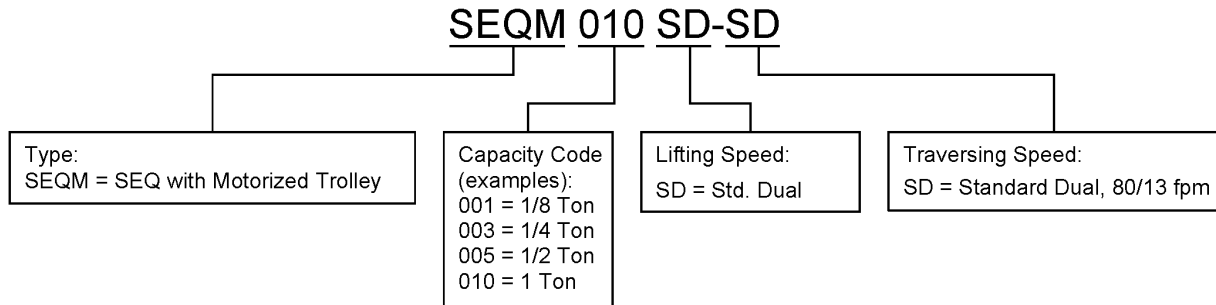 SEQM 010 SD-SD
Type:
SEQM = SEQ with Motorized Trolley
Capacity Code
(examples):
001 = 1/8 Ton
003 = 1/4 Ton
005 = 1/2 Ton
010 = 1 Ton
Lifting Speed:
SD = Std. Dual
Traversing Speed:
SD = Standard Dual, 80/13 fpm